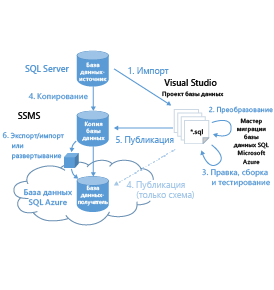 SQL Server
База
данных-
источник
1. Импорт
Visual Studio
Проект базы данных
4. Копирование
SSMS
Копия
базы
данных
*.sql
2. Преобразование
Мастер
миграции
базы
данных SQL
Microsoft
Azure
6. Экспорт/импорт
или
развертывание
5. Публикация
3. Правка, сборка
и тестирование
База данных
SQL Azure
База
данных-
получатель
4. Публикация
(только схема)